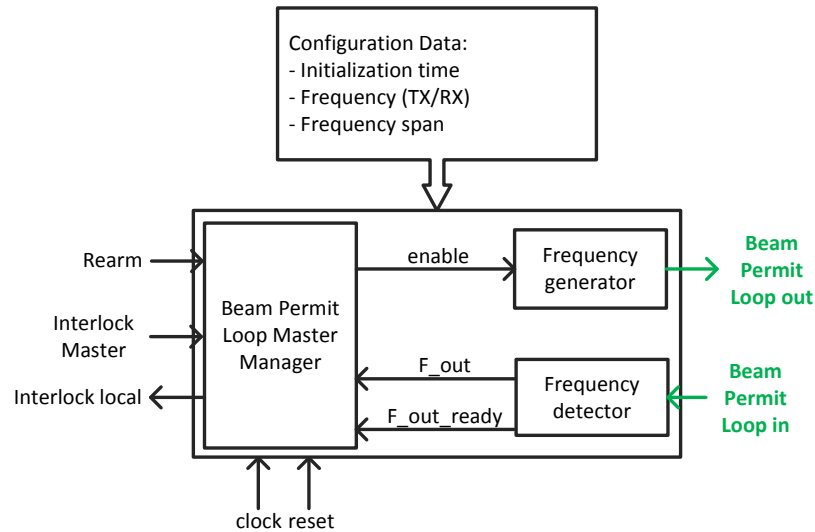 Configuration Data:
- Initialization time
- Frequency (TX/RX)
- Frequency span
Rearm
Interlock
Master
Interlock local
Beam Permit
Loop Master
Manager
enable
Frequency
generator
Beam
Permit
Loop out
F_out
F_out_ready
Frequency
detector
Beam
Permit
Loop in
clock reset